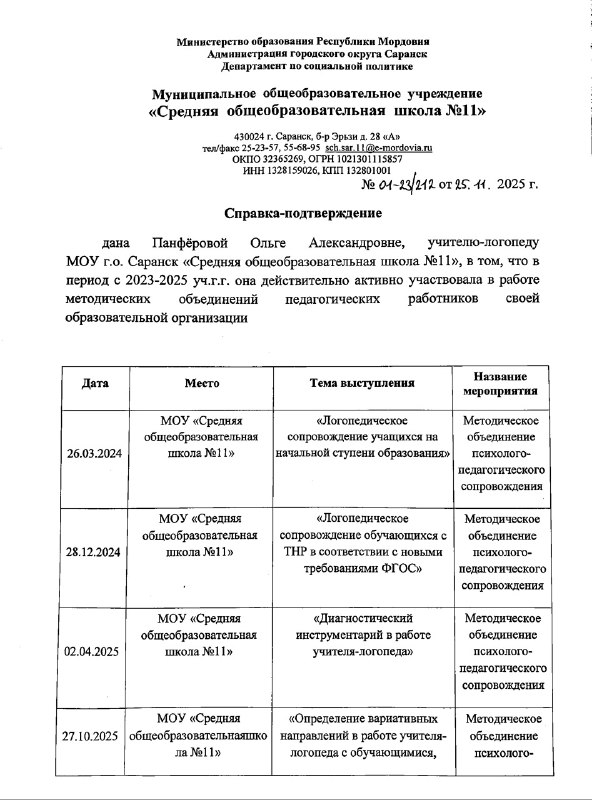 Министерство образования Республики Мордовия
Администрация городского округа Саранск
Департамент по социальной политике
Муниципальное общеобразовательное учреждение
«Средняя общеобразовательная школа №11»
430024 г. Саранск, б-р Эрьзи д. 28 «А»
тел/факс 25-23-57, 55-68-95 sch.sar.11@e-mordovia.ru
ОКПО 32365269, ОГРН 1021301115857
ИНН 1328159026, КПП 132801001
№ 01-23/212 от 25.11. 2025 г.
Справка-подтверждение
дана Панфёровой Ольге Александровне, учителю-логопеду
МОУ г.о. Саранск «Средняя общеобразовательная школа №11», в том, что в
период с 2023-2025 уч.г.г. она действительно активно участвовала в работе
методических объединений педагогических работников своей
образовательной организации
Дата Место Тема выступления Название
мероприятия
26.03.2024
МОУ «Средняя
общеобразовательная
школа №11»
«Логопедическое
сопровождение учащихся на
начальной ступени образования»
Методическое
объединение
психолого-
педагогического
сопровождения
28.12.2024
МОУ «Средняя
общеобразовательная
школа №11»
«Логопедическое
сопровождение обучающихся с
ТНР в соответствии с новыми
требованиями ФГОС»
Методическое
объединение
психолого-
педагогического
сопровождения
02.04.2025
МОУ «Средняя
общеобразовательная
школа №11»
«Диагностический
инструментарий в работе
учителя-логопеда»
Методическое
объединение
психолого-
педагогического
сопровождения
27.10.2025
МОУ «Средняя
общеобразовательнаяшко
ла №11»
«Определение вариативных
направлений в работе учителя-
логопеда с обучающимися,
Методическое
объединение
психолого-